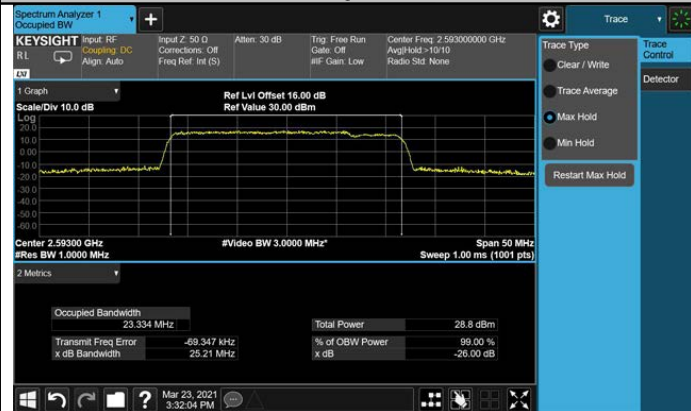 Spectrum Analyzer 1
Occupied BW
Trace
KEYSIGHT Input: RF Input Z: 50 Ω Atten: 30 dB Trig: Free Run Center Freq: 2.593000000 GHz
RL Coupling: DC Corrections: Off Gate: Off Avg|Hold:>10/10
Align: Auto Freq Ref: Int (S) #IF Gain: Low Radio Std: None
LXI
1 Graph
Ref Lvl Offset 16.00 dB
Scale/Div 10.0 dB Ref Value 30.00 dBm
Log
20.0
10.0
0.00
-10.0
-20.0
-30.0
-40.0
-50.0
-60.0
Center 2.59300 GHz #Video BW 3.0000 MHz* Span 50 MHz
#Res BW 1.0000 MHz Sweep 1.00 ms (1001 pts)
2 Metrics
Occupied Bandwidth
23.334 MHz Total Power 28.8 dBm
Transmit Freq Error -69.347 kHz % of OBW Power 99.00 %
x dB Bandwidth 25.21 MHz x dB -26.00 dB
Trace Type
Clear / Write
Trace Average
Max Hold
Min Hold
Restart Max Hold
Trace
Control
Detector
? Mar 23, 2021
3:32:04 PM